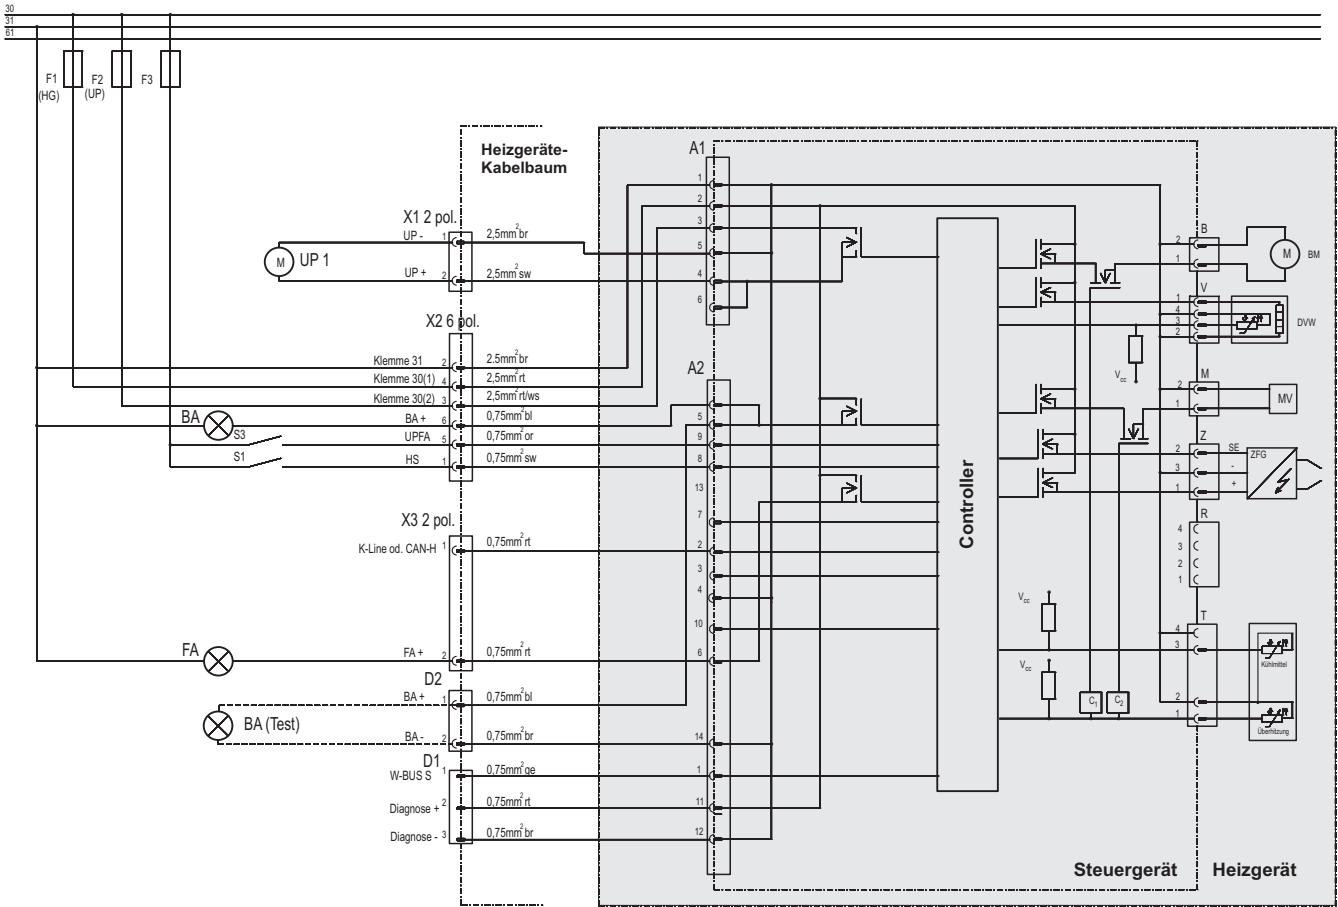 30
31
61
F1
(HG)
F2
(UP)
F3
Heizgeräte-
Kabelbaum
A1
1
2
3
5
4
6
X1 2 pol.
UP - 1 2,5mm² br
M UP 1
UP + 2 2,5mm² sw
X2 6 pol.
Klemme 31 2 2.5mm² br
Klemme 30(1) 4 2,5mm² rt
Klemme 30(2) 3 2,5mm² rt/ws
BA BA + 6 0,75mm² bl
S3 UPFA 5 0,75mm² or
S1 HS 1 0,75mm² sw
A2
5
9
8
13
7
2
3
4
10
6
14
1
11
12
X3 2 pol.
K-Line od. CAN-H 1 0,75mm² rt
FA FA + 2 0,75mm² rt
D2
BA + 1 0,75mm² bl
BA (Test)
BA - 2 0,75mm² br
D1
W-BUS S 1 0,75mm² ge
Diagnose + 2 0,75mm² rt
Diagnose - 3 0,75mm² br
Controller
B
2
1
M BM
V
1
4
3
2
DVW
Vcc
M
2
1
MV
Z
2 SE
3 -
1 +
ZFG
R
4
3
2
1
T
4
3
2
1
Vcc
Vcc
C1 C2
Kühlmittel
Überhitzung
Steuergerät Heizgerät